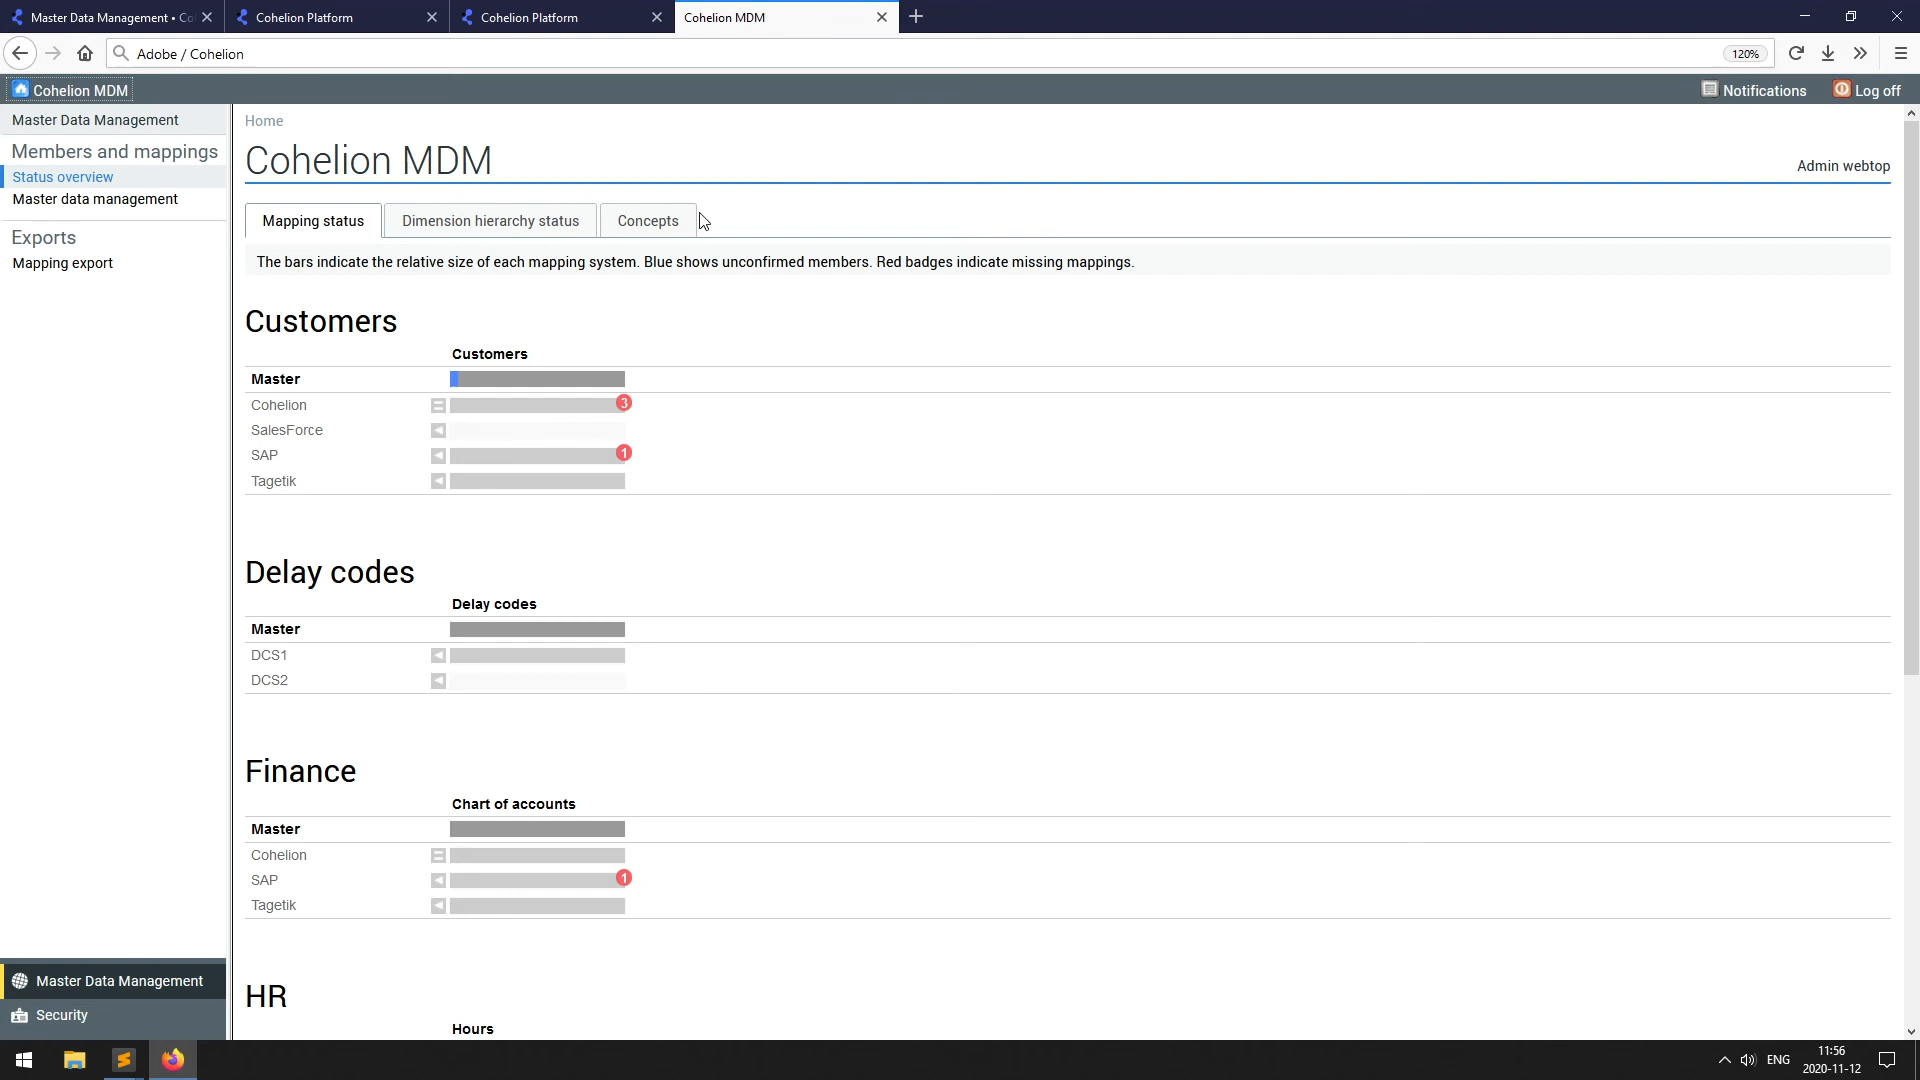 Master Data Management • Co
Cohelion Platform
Cohelion Platform
Cohelion MDM
Adobe / Cohelion
120%
Cohelion MDM
Notifications
Log off
Master Data Management
Members and mappings
Status overview
Master data management
Exports
Mapping export
Home
Cohelion MDM
Admin webtop
Mapping status
Dimension hierarchy status
Concepts
The bars indicate the relative size of each mapping system. Blue shows unconfirmed members. Red badges indicate missing mappings.
Customers
Customers
Master
Cohelion
3
SalesForce
SAP
1
Tagetik
Delay codes
Delay codes
Master
DCS1
DCS2
Finance
Chart of accounts
Master
Cohelion
SAP
1
Tagetik
HR
Hours
Master Data Management
Security
ENG
11:56
2020-11-12